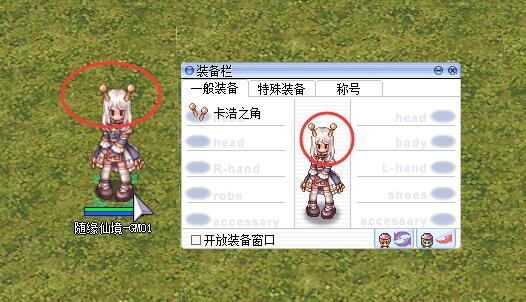 装备栏
一般装备
特殊装备
称号
卡浩之角
head
head
body
R-hand
L-hand
robe
shoes
accessary
accessary
开放装备窗口
随缘仙境-GM01